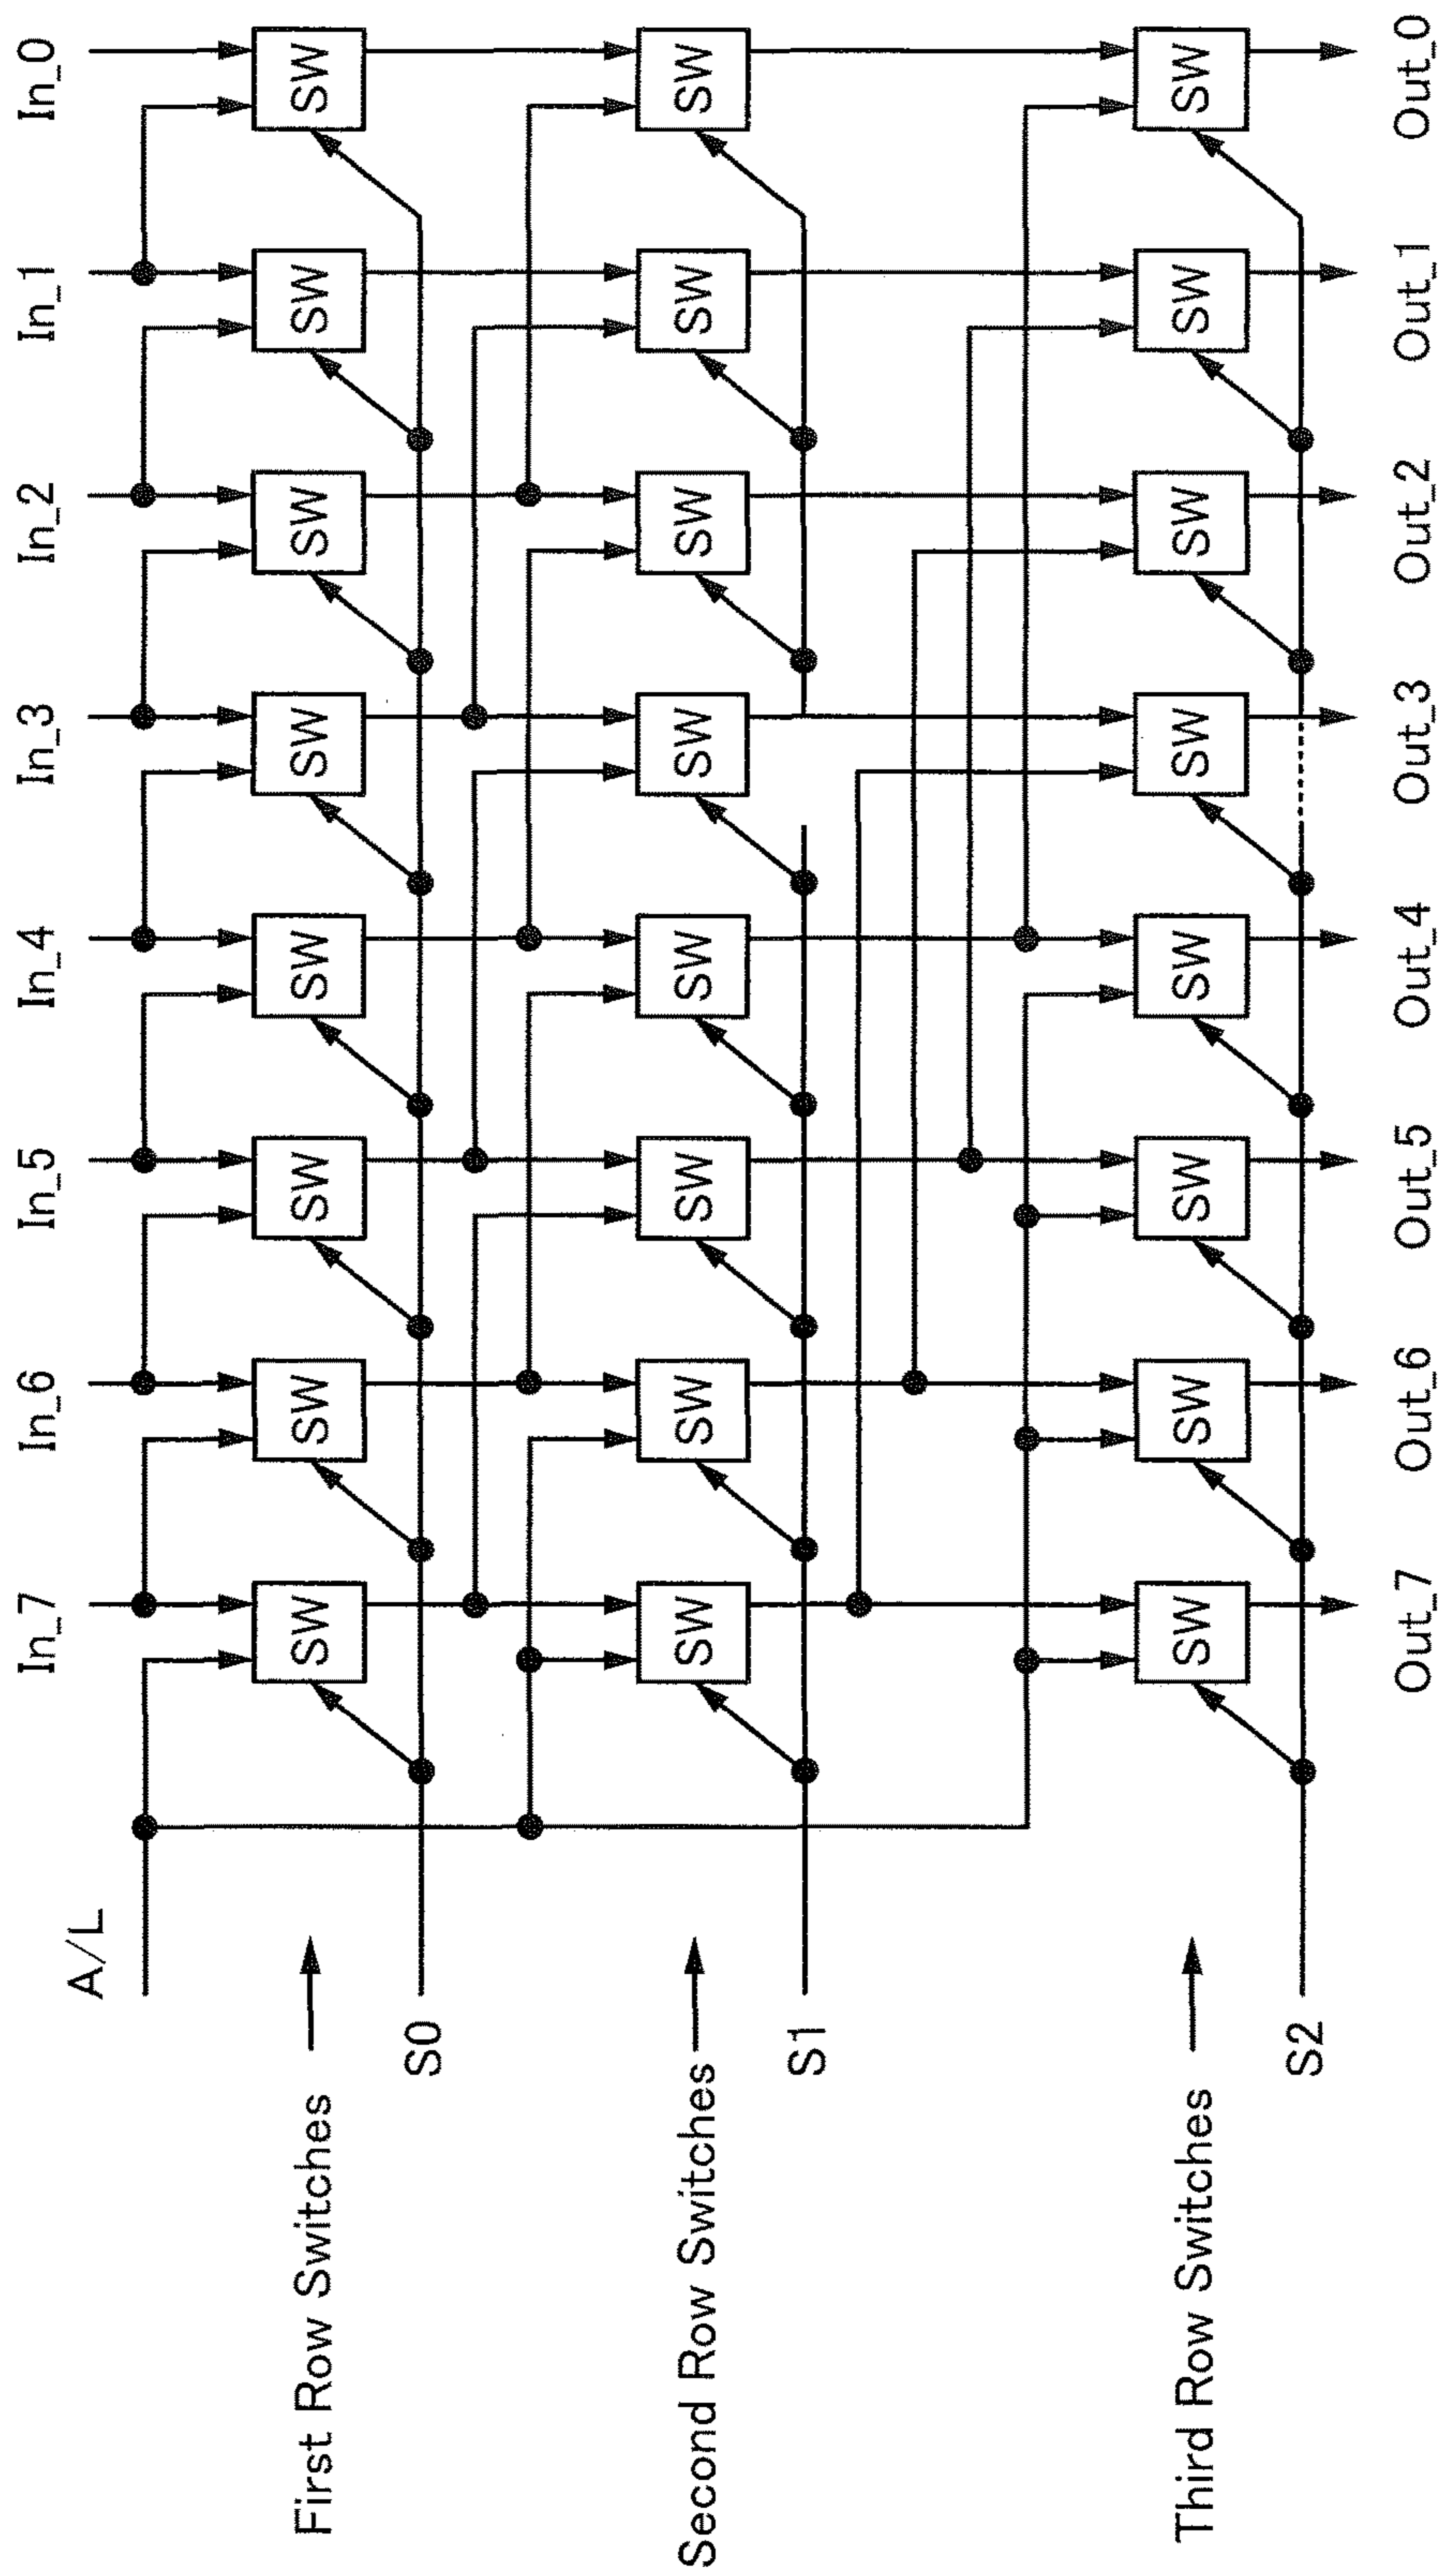 In_7 In_6 In_5 In_4 In_3 In_2 In_1 In_0
A/L
First Row Switches SW SW SW SW SW SW SW SW
S0
Second Row Switches SW SW SW SW SW SW SW SW
S1
Third Row Switches SW SW SW SW SW SW SW SW
S2
Out_7 Out_6 Out_5 Out_4 Out_3 Out_2 Out_1 Out_0